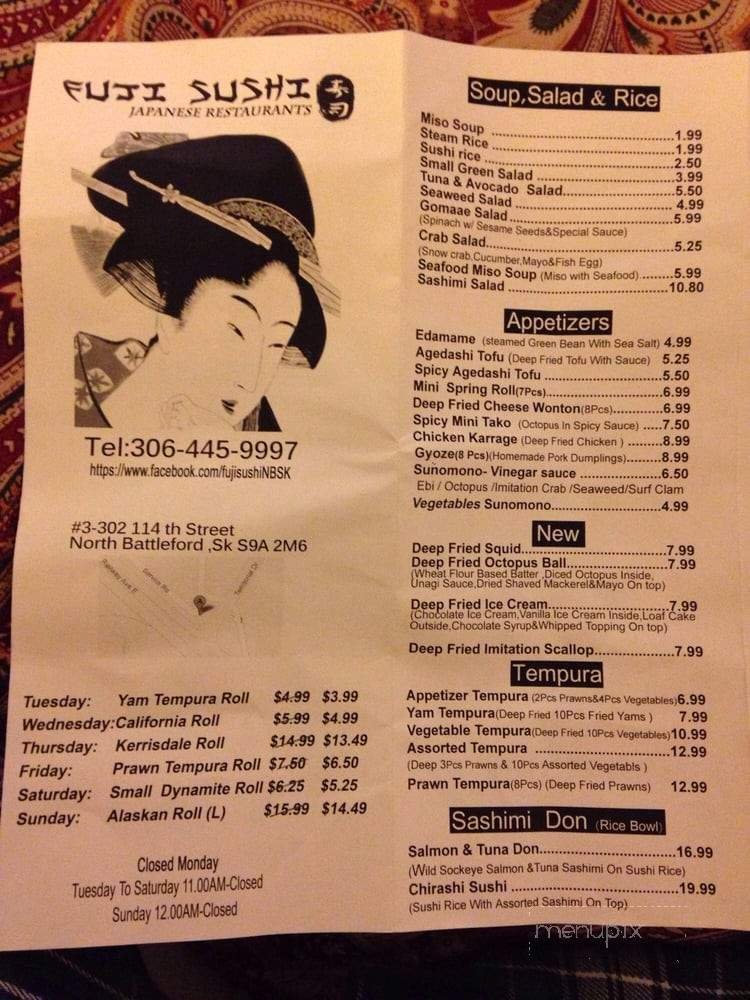 FUJI SUSHI 寿司
JAPANESE RESTAURANTS
Tel:306-445-9997
https://www.facebook.com/fujisushiNBSK
#3-302 114 th Street
North Battleford ,Sk S9A 2M6
Railway Ave E
Service Rd
Territorial Dr
A
Tuesday: Yam Tempura Roll $4.99 $3.99
Wednesday: California Roll $5.99 $4.99
Thursday: Kerrisdale Roll $14.99 $13.49
Friday: Prawn Tempura Roll $7.50 $6.50
Saturday: Small Dynamite Roll $6.25 $5.25
Sunday: Alaskan Roll (L) $15.99 $14.49
Closed Monday
Tuesday To Saturday 11.00AM-Closed
Sunday 12.00AM-Closed
Soup,Salad & Rice
Miso Soup ...........................................1.99
Steam Rice ...........................................1.99
Sushi rice .............................................2.50
Small Green Salad ................................3.99
Tuna & Avocado Salad..........................5.50
Seaweed Salad ..................................... 4.99
Gomaae Salad.......................................5.99
(Spinach w/ Sesame Seeds&Special Sauce)
Crab Salad............................................5.25
(Snow crab,Cucumber,Mayo&Fish Egg)
Seafood Miso Soup (Miso with Seafood)........5.99
Sashimi Salad ......................................10.80
Appetizers
Edamame (steamed Green Bean With Sea Salt) 4.99
Agedashi Tofu (Deep Fried Tofu With Sauce) 5.25
Spicy Agedashi Tofu ............................5.50
Mini Spring Roll(7Pcs)...........................6.99
Deep Fried Cheese Wonton(8Pcs)............6.99
Spicy Mini Tako (Octopus In Spicy Sauce) .....7.50
Chicken Karrage (Deep Fried Chicken ) .........8.99
Gyoze(8 Pcs)(Homemade Pork Dumplings).........8.99
Sunomono- Vinegar sauce ....................6.50
Ebi / Octopus /Imitation Crab /Seaweed/Surf Clam
Vegetables Sunomono.................................4.99
New
Deep Fried Squid...................................7.99
Deep Fried Octopus Ball........................7.99
(Wheat Flour Based Batter ,Diced Octopus Inside,
Unagi Sauce,Dried Shaved Mackerel&Mayo On top)
Deep Fried Ice Cream.............................7.99
(Chocolate Ice Cream,Vanilla Ice Cream Inside,Loaf Cake
Outside,Chocolate Syrup&Whipped Topping On top)
Deep Fried Imitation Scallop...................7.99
Tempura
Appetizer Tempura (2Pcs Prawns&4Pcs Vegetables)6.99
Yam Tempura(Deep Fried 10Pcs Fried Yams ) 7.99
Vegetable Tempura(Deep Fried 10Pcs Vegetables)10.99
Assorted Tempura ................................12.99
(Deep 3Pcs Prawns & 10Pcs Assorted Vegetabls )
Prawn Tempura(8Pcs) (Deep Fried Prawns) 12.99
Sashimi Don (Rice Bowl)
Salmon & Tuna Don.................................16.99
(Wild Sockeye Salmon &Tuna Sashimi On Sushi Rice)
Chirashi Sushi ........................................19.99
(Sushi Rice With Assorted Sashimi On Top)
menupix